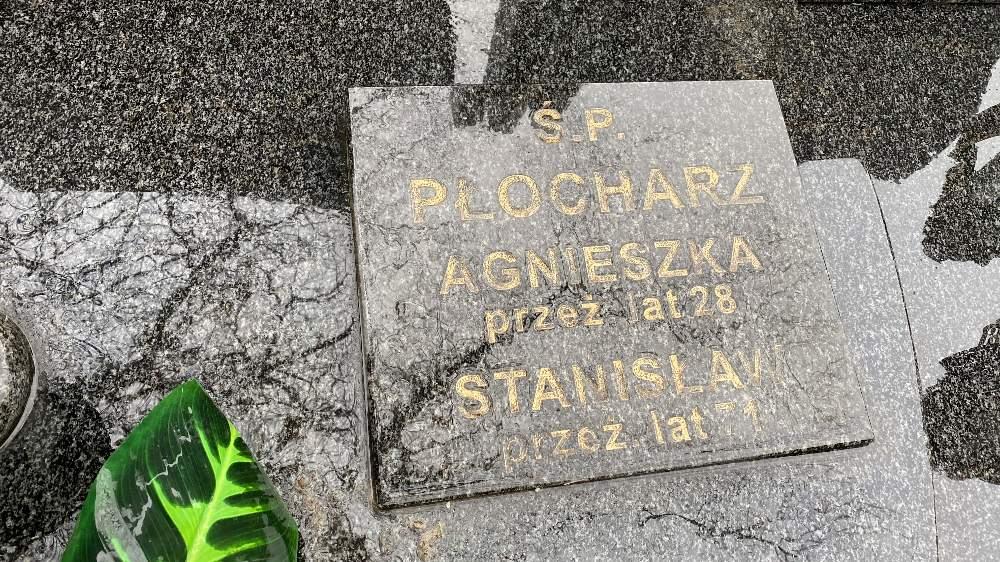 Ś.P.
PŁOCHARZ
AGNIESZKA
przeż. lat 28
STANISŁAW
przeż. lat 71